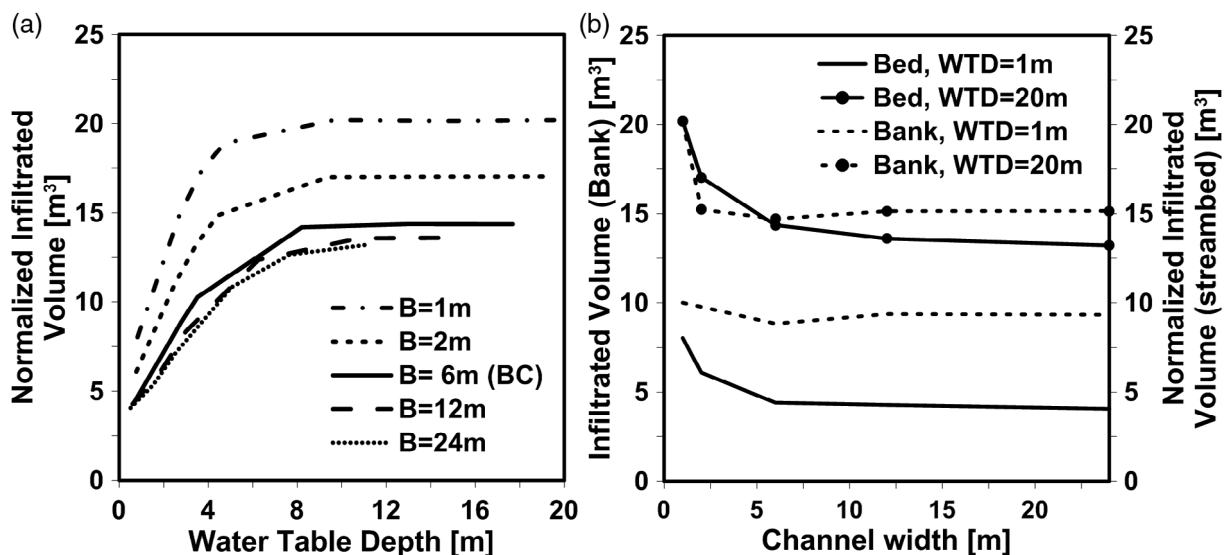 (a)
Normalized Infiltrated
Volume [m³]
25
20
15
10
5
0
B=1m
B=2m
B= 6m (BC)
B=12m
B=24m
0 4 8 12 16 20
Water Table Depth [m]
(b)
Infiltrated Volume (Bank) [m³]
25
20
15
10
5
0
Bed, WTD=1m
Bed, WTD=20m
Bank, WTD=1m
Bank, WTD=20m
0 5 10 15 20
Channel width [m]
25
20
15
10
5
0
Normalized Infiltrated
Volume (streambed) [m³]